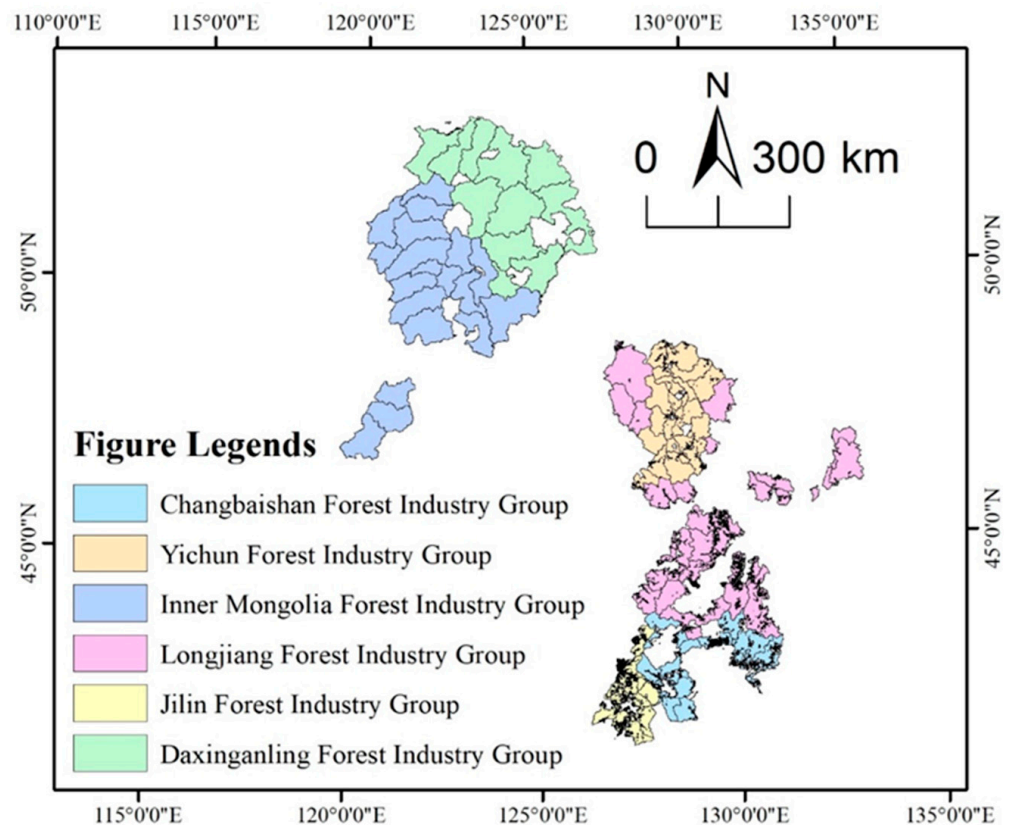 110°0'0"E 115°0'0"E 120°0'0"E 125°0'0"E 130°0'0"E 135°0'0"E
N
0 300 km
50°0'0"N
50°0'0"N
45°0'0"N
45°0'0"N
Figure Legends
Changbaishan Forest Industry Group
Yichun Forest Industry Group
Inner Mongolia Forest Industry Group
Longjiang Forest Industry Group
Jilin Forest Industry Group
Daxinganling Forest Industry Group
115°0'0"E 120°0'0"E 125°0'0"E 130°0'0"E 135°0'0"E